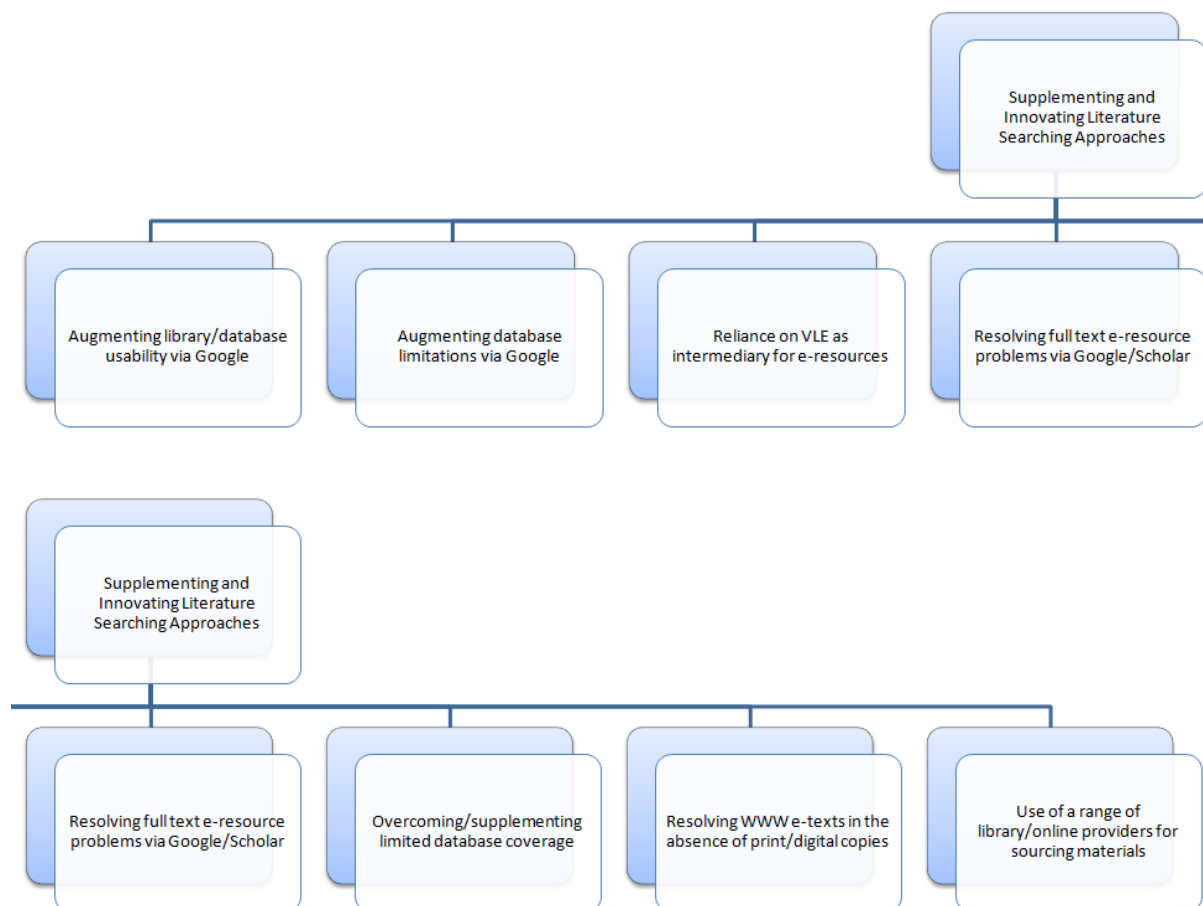 Supplementing and
Innovating Literature
Searching Approaches
Augmenting library/database
usability via Google
Augmenting database
limitations via Google
Reliance on VLE as
intermediary for e-resources
Resolving full text e-resource
problems via Google/Scholar
Supplementing and
Innovating Literature
Searching Approaches
Resolving full text e-resource
problems via Google/Scholar
Overcoming/supplementing
limited database coverage
Resolving WWW e-texts in the
absence of print/digital copies
Use of a range of
library/online providers for
sourcing materials